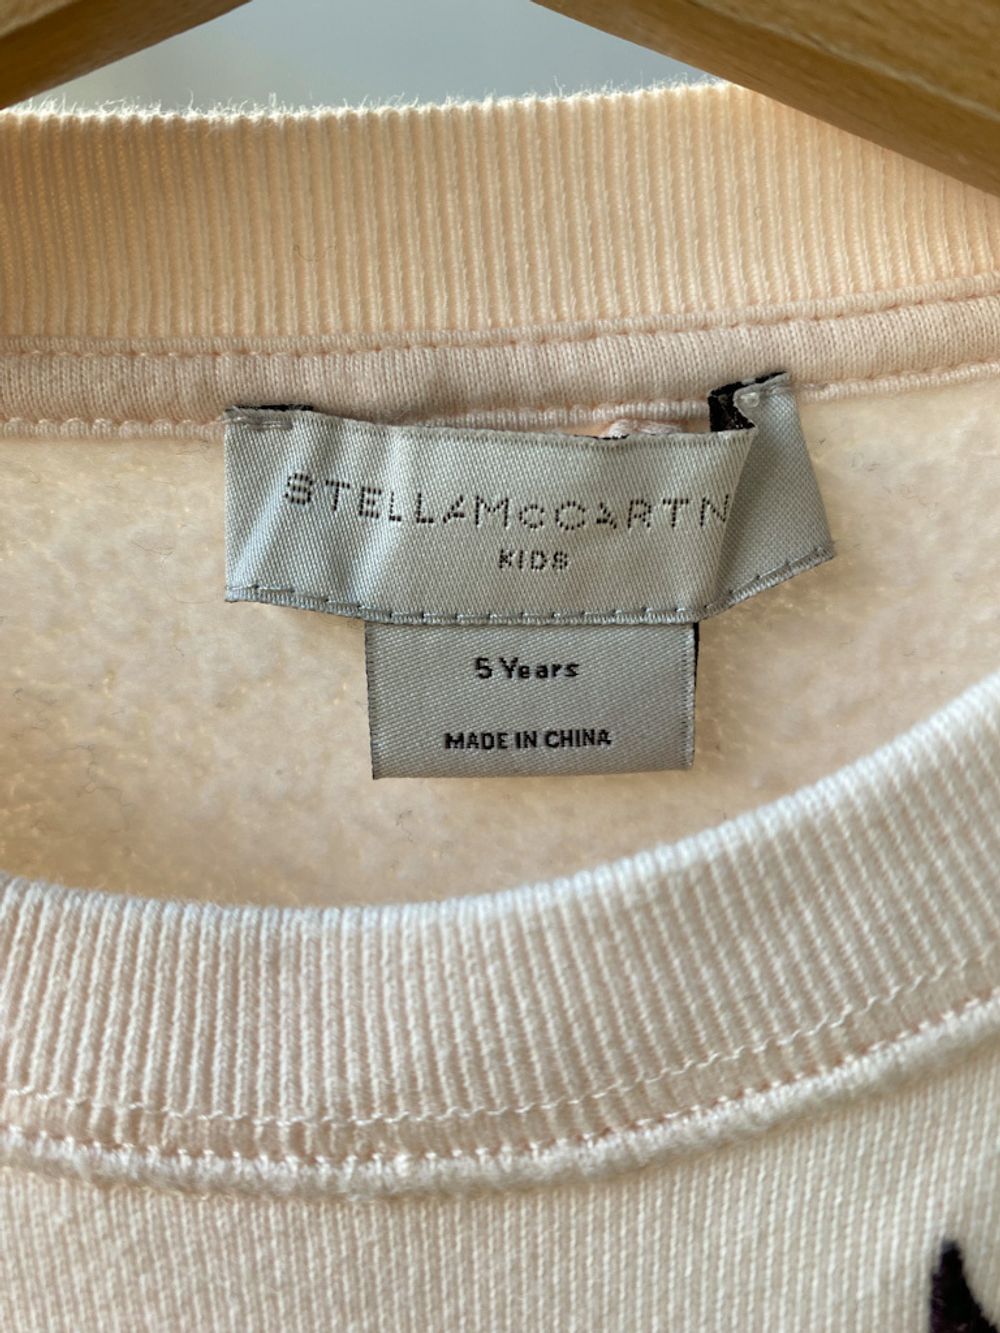 STELLAMcCARTN
KIDS
5 Years
MADE IN CHINA